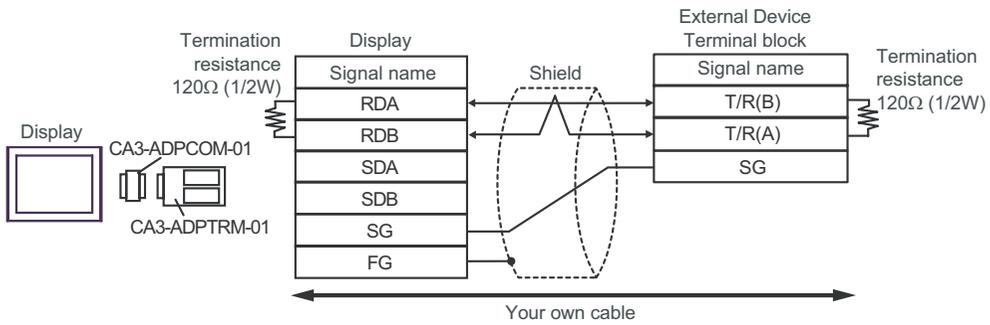 External Device
Terminal block
Termination
resistance
120Ω (1/2W)
Display
Signal name
Shield
Signal name
Termination
resistance
120Ω (1/2W)
RDA
T/R(B)
RDB
T/R(A)
Display
CA3-ADPCOM-01
SDA
SG
SDB
CA3-ADPTRM-01
SG
FG
Your own cable